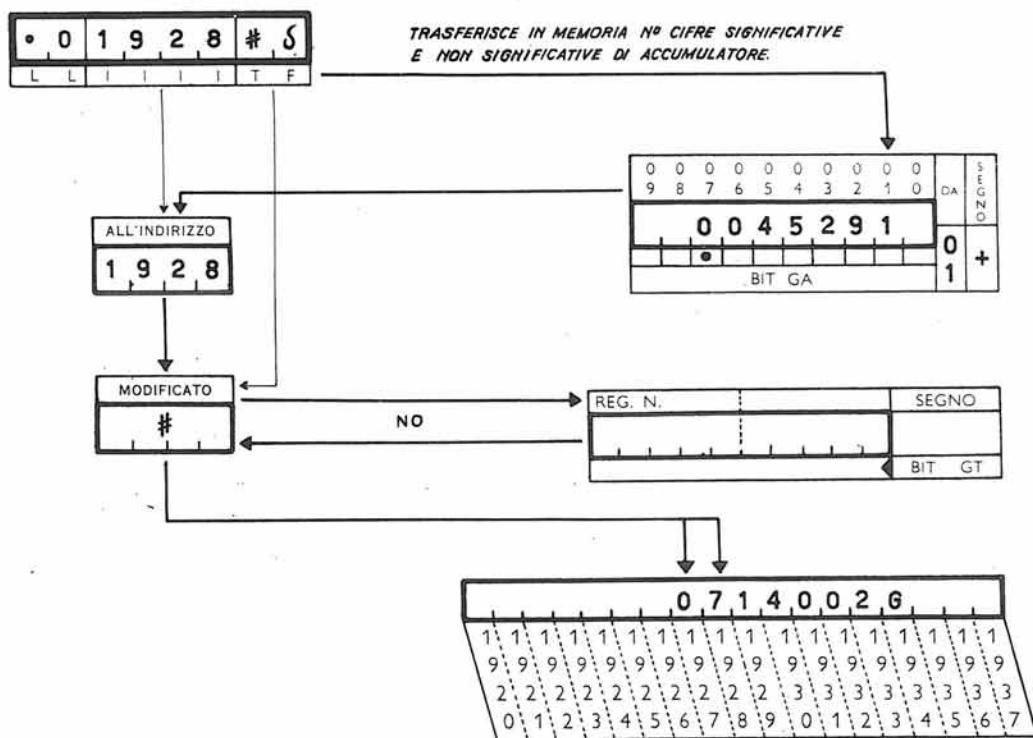 • 0 1 9 2 8 # δ
L L I I I I T F
TRASFERISCE IN MEMORIA Nº CIFRE SIGNIFICATIVE
E NON SIGNIFICATIVE DI ACCUMULATORE.
0 0 0 0 0 0 0 0 0 0
9 8 7 6 5 4 3 2 1 0
DA
SEGNO
0 0 4 5 2 9 1
01
+
•
BIT GA
ALL'INDIRIZZO
1 9 2 8
MODIFICATO
#
NO
REG. N.
SEGNO
BIT GT
0 7 1 4 0 0 2 G
1 1 1 1 1 1 1 1 1 1 1 1 1 1 1 1 1 1
9 9 9 9 9 9 9 9 9 9 9 9 9 9 9 9 9 9
2 2 2 2 2 2 2 2 2 2 3 3 3 3 3 3 3 3
0 1 2 3 4 5 6 7 8 9 0 1 2 3 4 5 6 7